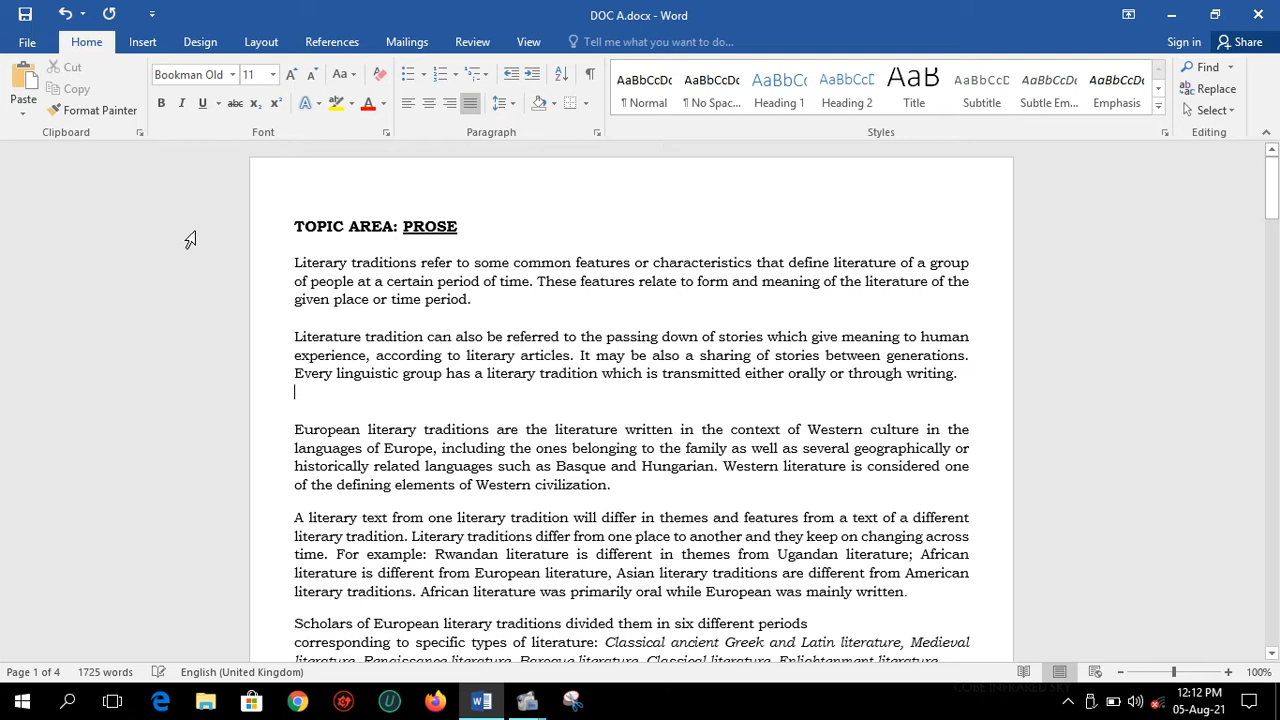 DOC A.docx - Word
File Home Insert Design Layout References Mailings Review View Tell me what you want to do... Sign in Share
Paste
Cut
Copy
Format Painter
Bookman Old 11
Find
Replace
Select
AaBbCcDc AaBbCcDc AaBbCc AaBbCcD AaB AaBbCcD AaBbCcDc AaBbCcDc
¶ Normal ¶ No Spac... Heading Heading 2 Title Subtitle Subtle Em... Emphasis
Clipboard Font Paragraph Styles Editing
TOPIC AREA: PROSE
Literary traditions refer to some common features or characteristics that define literature of a group
of people at a certain period of time. These features relate to form and meaning of the literature of the
given place or time period.
Literature tradition can also be referred to the passing down of stories which give meaning to human
experience, according to literary articles. It may be also a sharing of stories between generations.
Every linguistic group has a literary tradition which is transmitted either orally or through writing.
European literary traditions are the literature written in the context of Western culture in the
languages of Europe, including the ones belonging to the family as well as several geographically or
historically related languages such as Basque and Hungarian. Western literature is considered one
of the defining elements of Western civilization.
A literary text from one literary tradition will differ in themes and features from a text of a different
literary tradition. Literary traditions differ from one place to another and they keep on changing across
time. For example: Rwandan literature is different in themes from Ugandan literature; African
literature is different from European literature, Asian literary traditions are different from American
literary traditions. African literature was primarily oral while European was mainly written.
Scholars of European literary traditions divided them in six different periods
corresponding to specific types of literature: Classical ancient Greek and Latin literature, Medieval
literature, Renaissance literature, Baroque literature, Classical literature, Enlightenment literature
Page 1 of 4 1725 words English (United Kingdom) 100%
COBE INFRARED SKY
12:12 PM
05-Aug-21